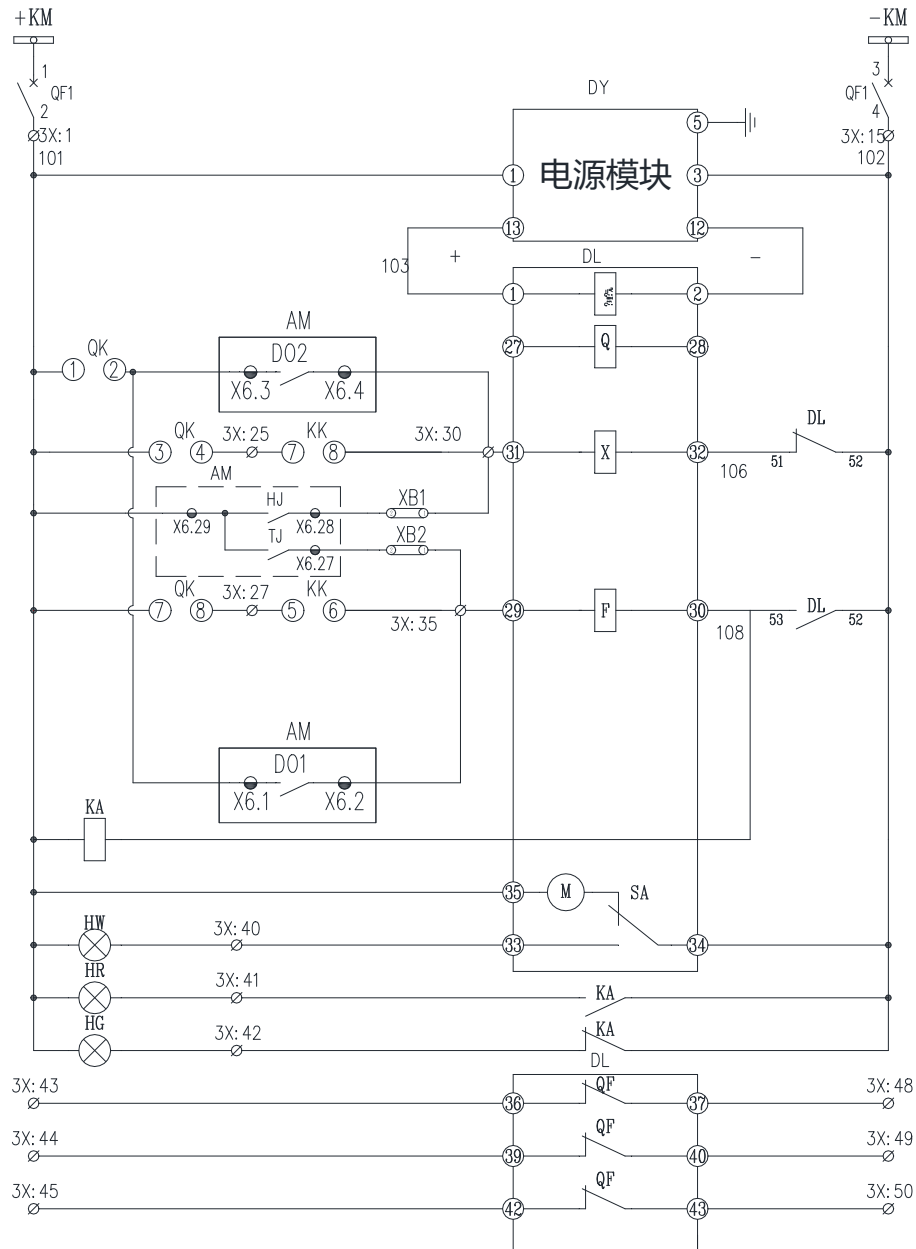 +KM
-KM
1
3
QF1
QF1
2
4
DY
5
3X:1
3X:15
101
102
1
电源模块
3
13
12
103
+
-
DL
1
2
AM
27
Q
28
QK
DO2
1
2
X6.3
X6.4
QK
3X:25
KK
3X:30
DL
3
4
7
8
31
X
32
51
52
AM
106
HJ
XB1
X6.29
X6.28
TJ
XB2
X6.27
QK
3X:27
KK
7
8
5
6
29
F
30
DL
3X:35
108
53
52
AM
DO1
X6.1
X6.2
KA
35
M
SA
HW
3X:40
33
34
HR
3X:41
KA
HG
3X:42
KA
DL
3X:43
36
QF
37
3X:48
3X:44
39
QF
40
3X:49
3X:45
42
QF
43
3X:50